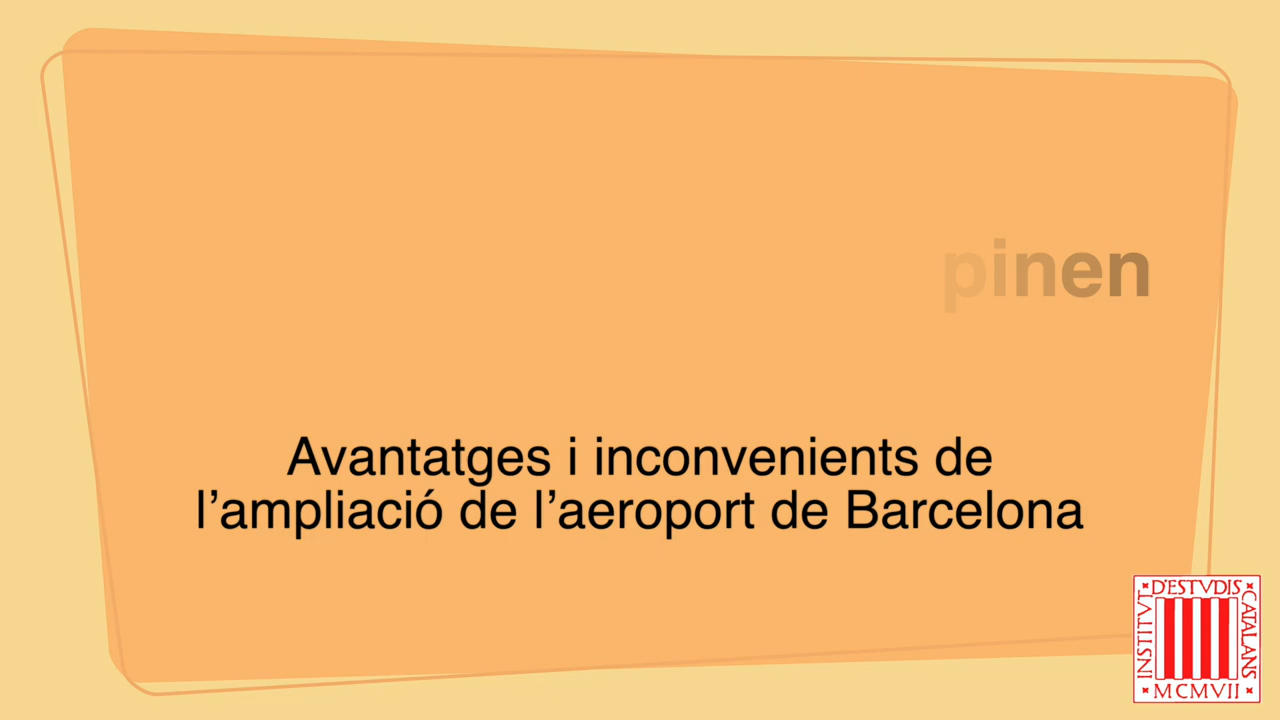 pinen
Avantatges i inconvenients de
l’ampliació de l’aeroport de Barcelona
INSTITVT
D'ESTVDIS
CATALANS
MCMVII